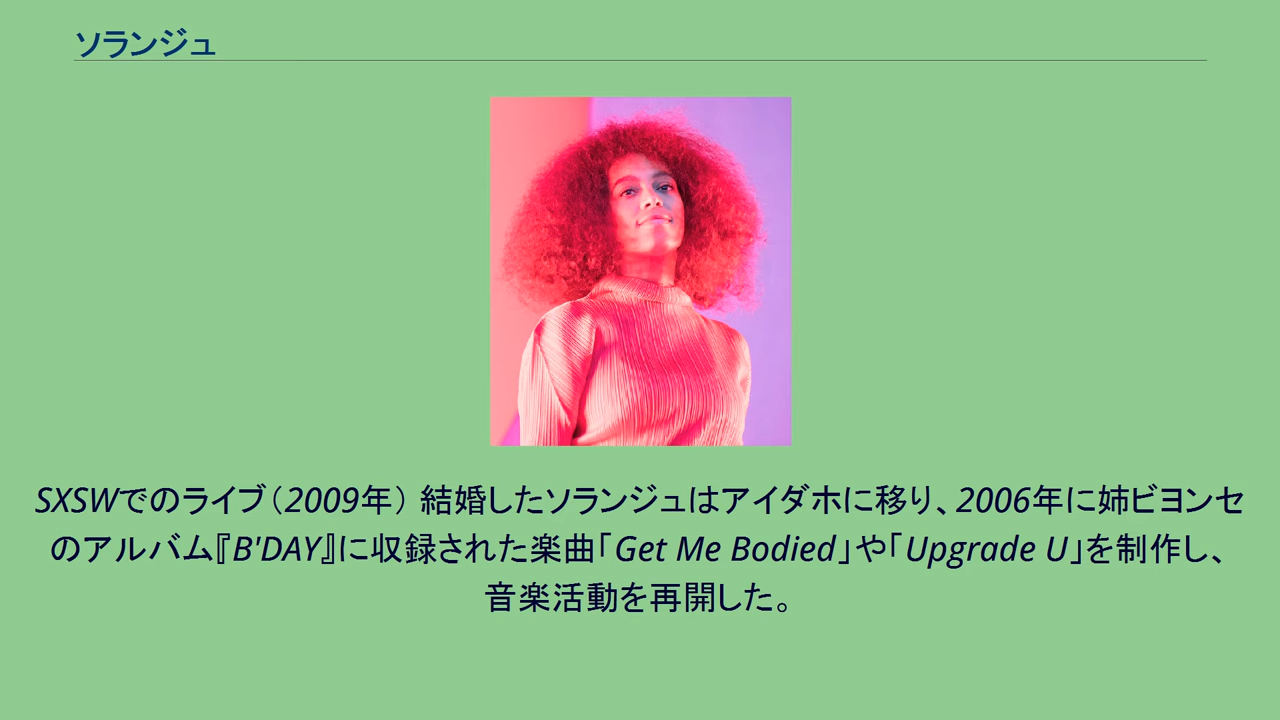 ソランジュ
SXSWでのライブ（2009年） 結婚したソランジュはアイダホに移り、2006年に姉ビヨンセ
のアルバム『B'DAY』に収録された楽曲「Get Me Bodied」や「Upgrade U」を制作し、
音楽活動を再開した。